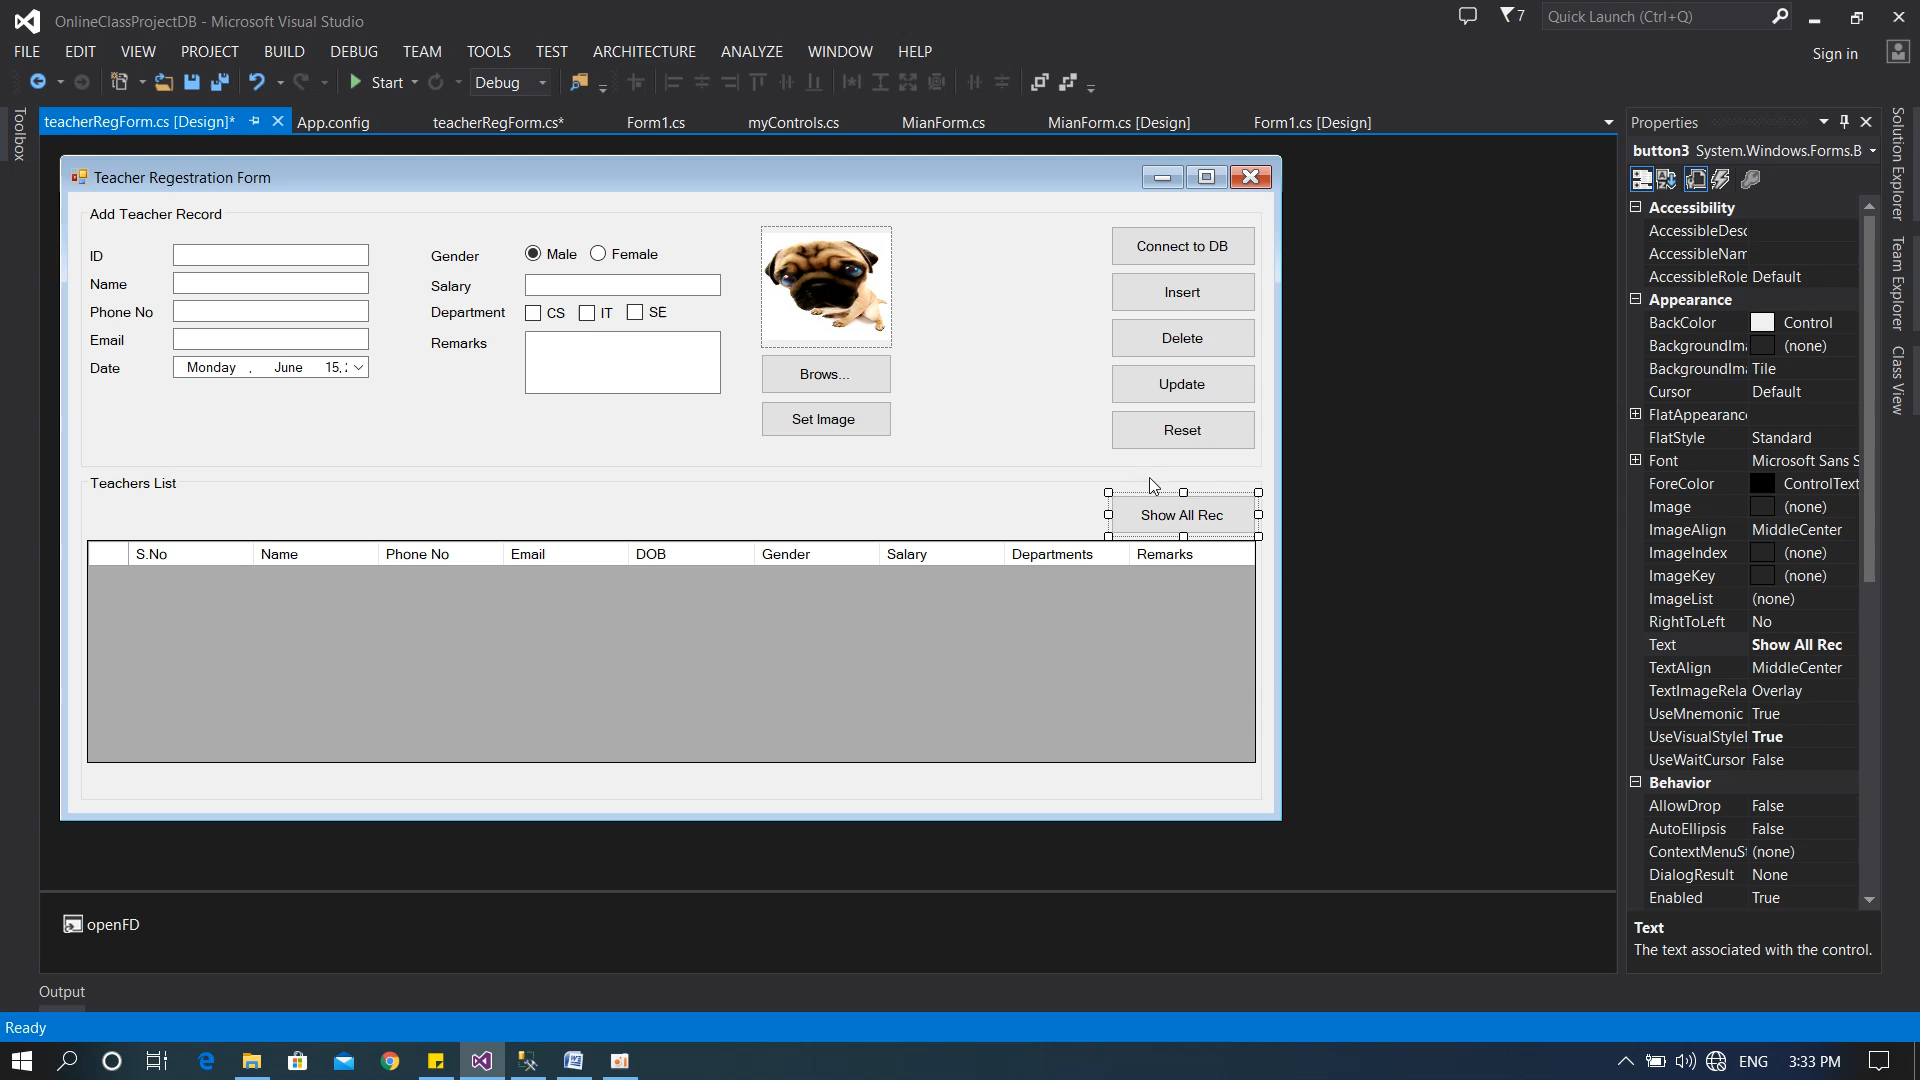 OnlineClassProjectDB - Microsoft Visual Studio
7
Quick Launch (Ctrl+Q)
FILE EDIT VIEW PROJECT BUILD DEBUG TEAM TOOLS TEST ARCHITECTURE ANALYZE WINDOW HELP
Sign in
Start Debug
Toolbox
teacherRegForm.cs [Design]* App.config teacherRegForm.cs* Form1.cs myControls.cs MianForm.cs MianForm.cs [Design] Form1.cs [Design]
Teacher Regestration Form
Add Teacher Record
ID
Name
Phone No
Email
Date Monday , June 15, 2
Gender Male Female
Salary
Department CS IT SE
Remarks
Brows...
Set Image
Connect to DB
Insert
Delete
Update
Reset
Teachers List
Show All Rec
S.No Name Phone No Email DOB Gender Salary Departments Remarks
openFD
Output
Ready
Properties
button3 System.Windows.Forms.B
Accessibility
AccessibleDesc
AccessibleNam
AccessibleRole Default
Appearance
BackColor Control
BackgroundIma (none)
BackgroundIma Tile
Cursor Default
FlatAppearance
FlatStyle Standard
Font Microsoft Sans S
ForeColor ControlText
Image (none)
ImageAlign MiddleCenter
ImageIndex (none)
ImageKey (none)
ImageList (none)
RightToLeft No
Text Show All Rec
TextAlign MiddleCenter
TextImageRela Overlay
UseMnemonic True
UseVisualStyleB True
UseWaitCursor False
Behavior
AllowDrop False
AutoEllipsis False
ContextMenuSt (none)
DialogResult None
Enabled True
Text
The text associated with the control.
Solution Explorer
Team Explorer
Class View
ENG 3:33 PM